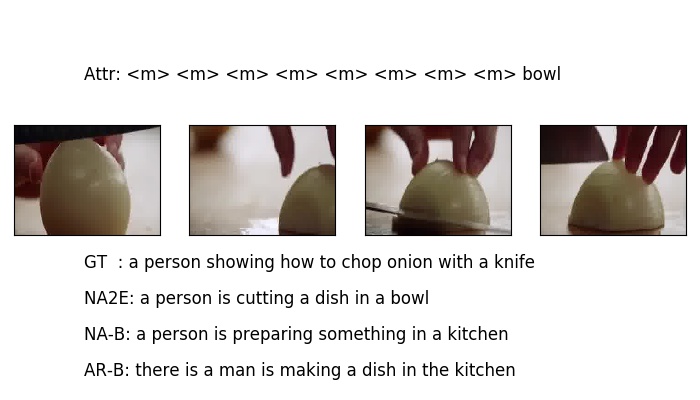 Attr: <m> <m> <m> <m> <m> <m> <m> <m> bowl
GT  : a person showing how to chop onion with a knife
NA2E: a person is cutting a dish in a bowl
NA-B: a person is preparing something in a kitchen
AR-B: there is a man is making a dish in the kitchen